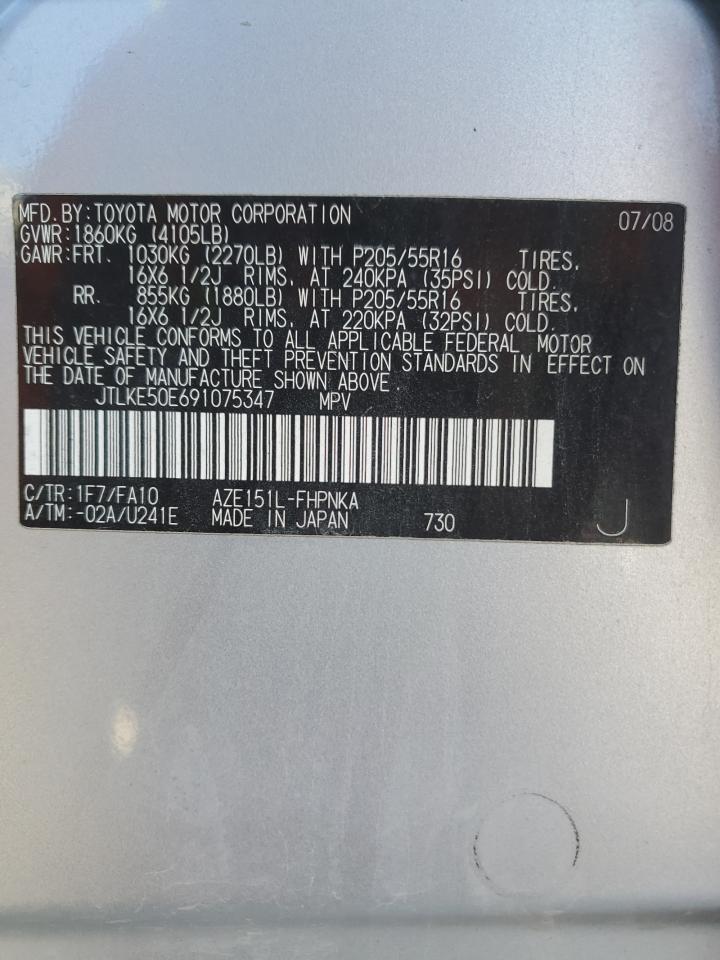 MFD.BY:TOYOTA MOTOR CORPORATION 07/08
GVWR:1860KG (4105LB)
GAWR:FRT. 1030KG (2270LB) WITH P205/55R16 TIRES,
16X6 1/2J RIMS, AT 240KPA (35PSI) COLD.
RR. 855KG (1880LB) WITH P205/55R16 TIRES,
16X6 1/2J RIMS, AT 220KPA (32PSI) COLD.
THIS VEHICLE CONFORMS TO ALL APPLICABLE FEDERAL MOTOR
VEHICLE SAFETY AND THEFT PREVENTION STANDARDS IN EFFECT ON
THE DATE OF MANUFACTURE SHOWN ABOVE.
JTLKE50E691075347 MPV
C/TR:1F7/FA10 AZE151L-FHPNKA
A/TM:-02A/U241E MADE IN JAPAN 730 J